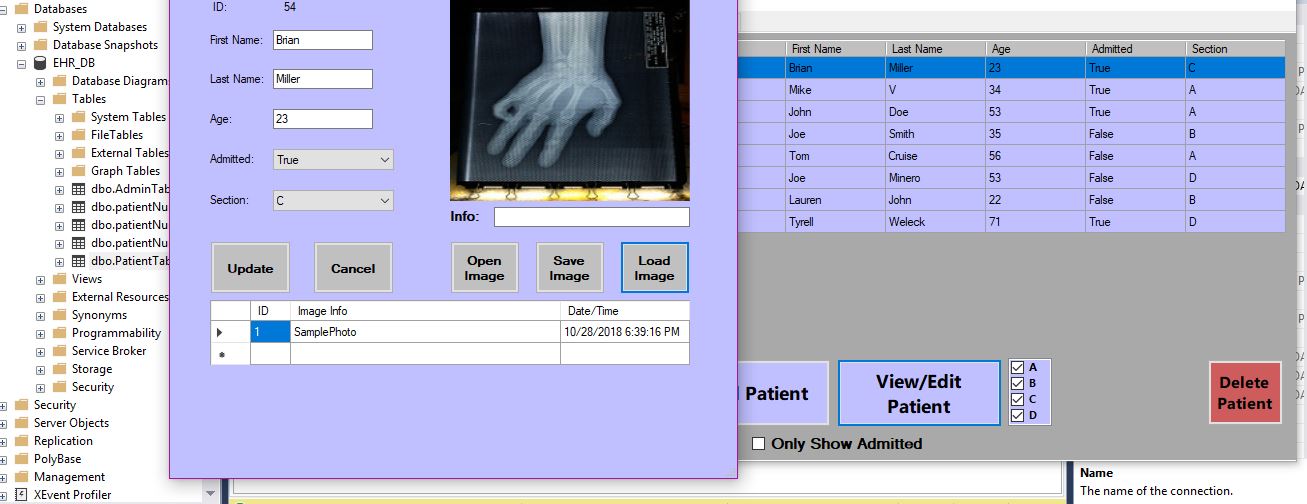 Databases
System Databases
Database Snapshots
EHR_DB
Database Diagram
Tables
System Tables
FileTables
External Tables
Graph Tables
dbo.AdminTab
dbo.patientNu
dbo.patientNu
dbo.patientNu
dbo.PatientTab
Views
External Resources
Synonyms
Programmability
Service Broker
Storage
Security
Security
Server Objects
Replication
PolyBase
Management
XEvent Profiler
ID: 54
First Name: Brian
Last Name: Miller
Age: 23
Admitted: True
Section: C
Info:
Update
Cancel
Open
Image
Save
Image
Load
Image
ID Image Info Date/Time
1 SamplePhoto 10/28/2018 6:39:16 PM
First Name Last Name Age Admitted Section
Brian Miller 23 True C
Mike V 34 True A
John Doe 53 True A
Joe Smith 35 False B
Tom Cruise 56 False A
Joe Minero 53 False D
Lauren John 22 False B
Tyrell Weleck 71 True D
Patient
View/Edit
Patient
A
B
C
D
Delete
Patient
Only Show Admitted
Name
The name of the connection.